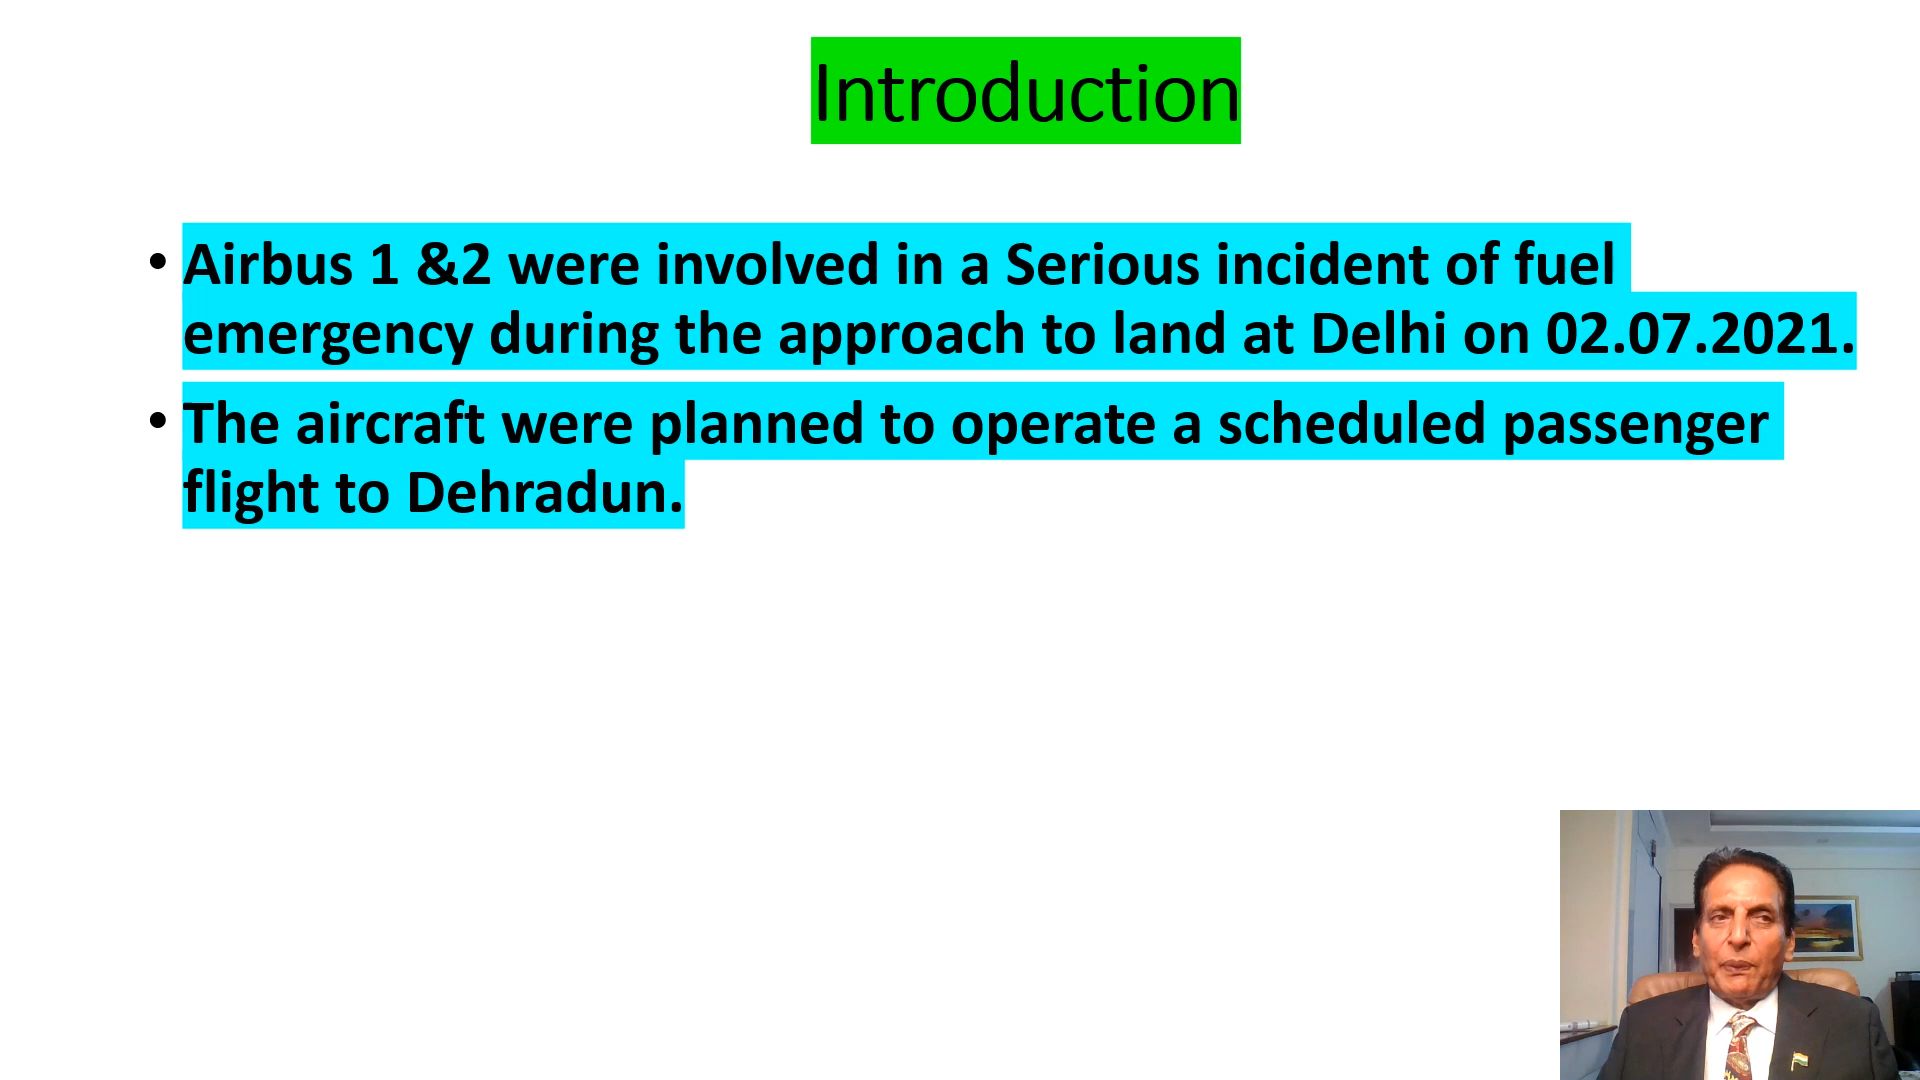 Introduction
• Airbus 1 &2 were involved in a Serious incident of fuel
emergency during the approach to land at Delhi on 02.07.2021.
• The aircraft were planned to operate a scheduled passenger
flight to Dehradun.